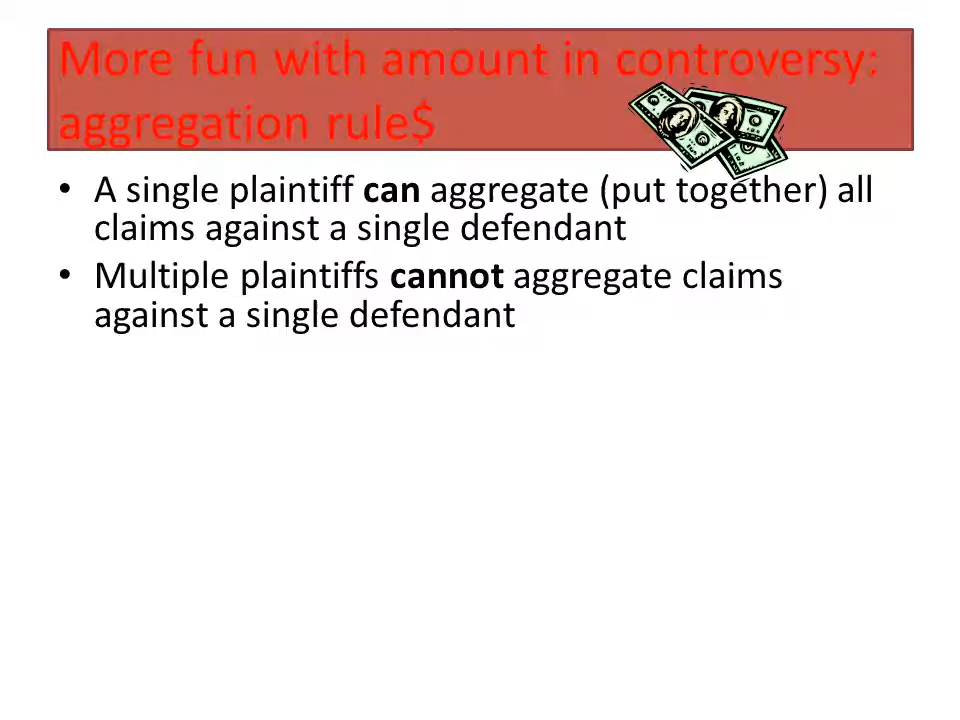 More fun with amount in controversy:
aggregation rule$
• A single plaintiff can aggregate (put together) all
claims against a single defendant
• Multiple plaintiffs cannot aggregate claims
against a single defendant